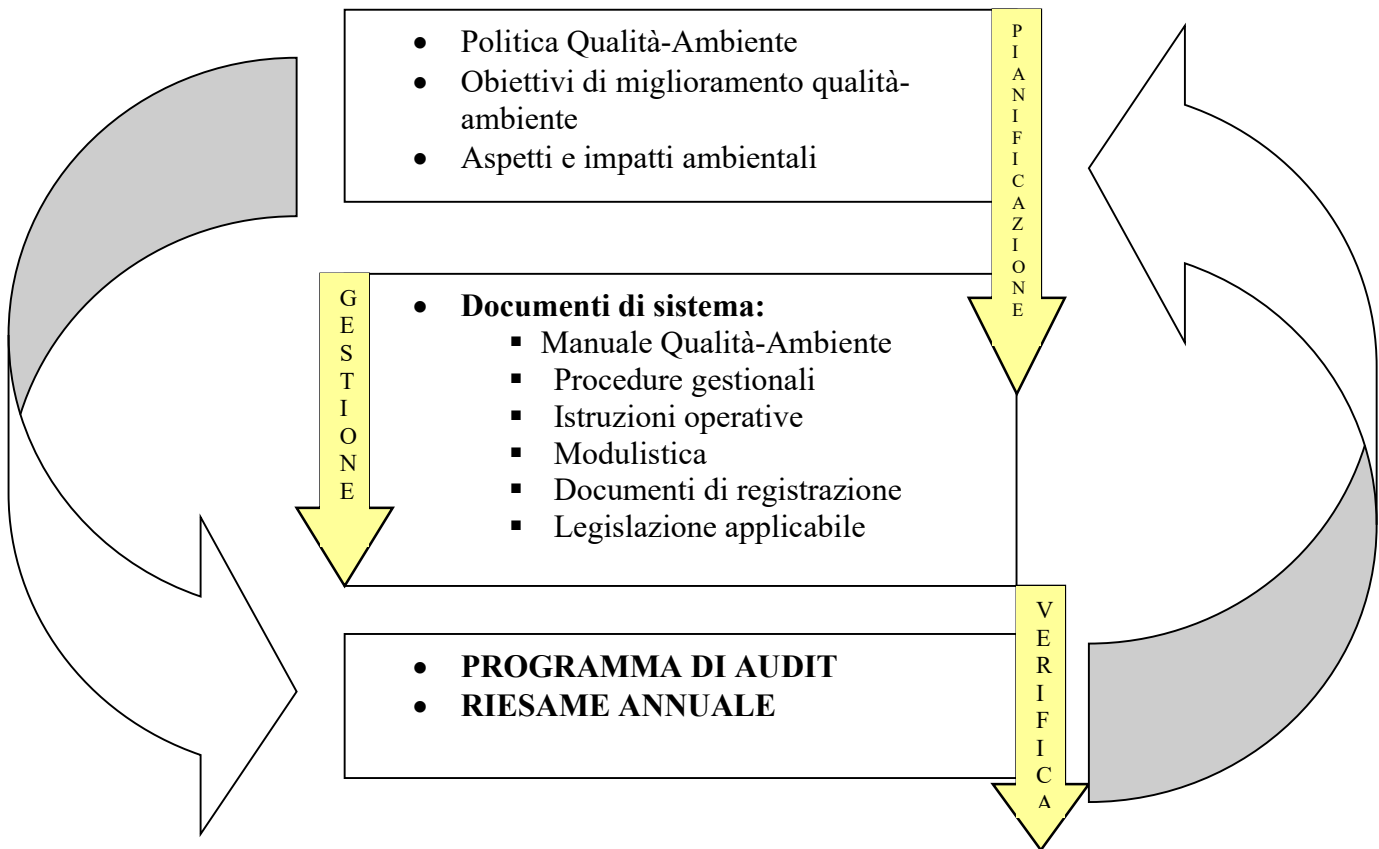 • Politica Qualità-Ambiente
• Obiettivi di miglioramento qualità-
ambiente
• Aspetti e impatti ambientali
PIANIFICAZIONE
GESTIONE
• Documenti di sistema:
▪ Manuale Qualità-Ambiente
▪ Procedure gestionali
▪ Istruzioni operative
▪ Modulistica
▪ Documenti di registrazione
▪ Legislazione applicabile
• PROGRAMMA DI AUDIT
• RIESAME ANNUALE
VERIFICA